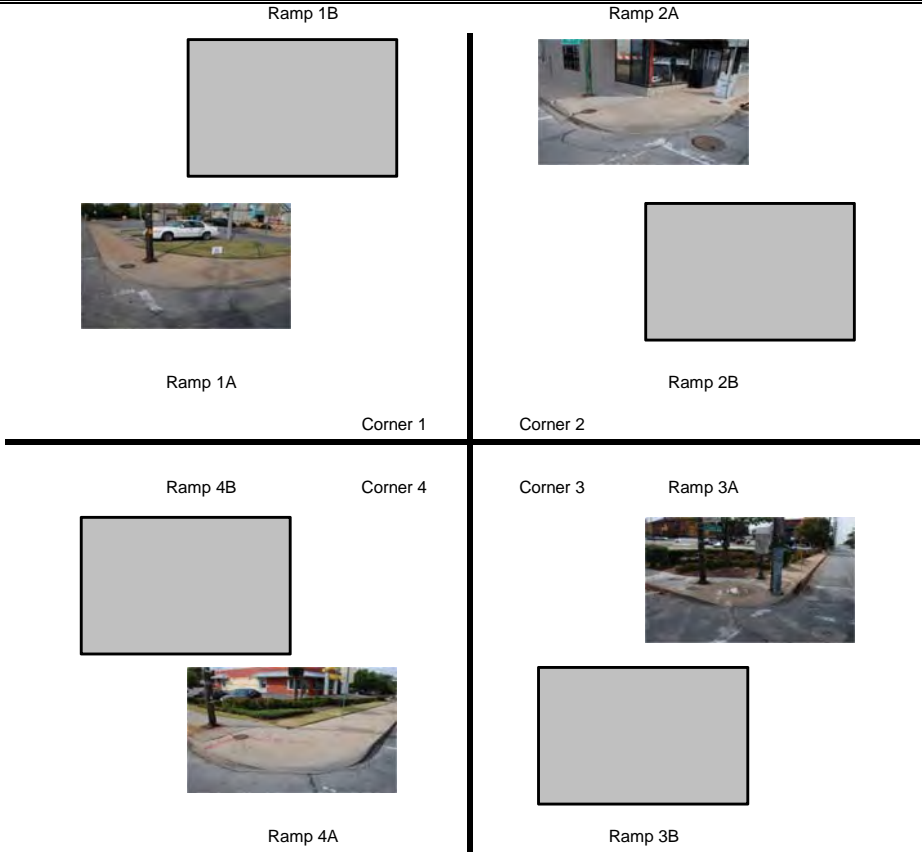 Ramp 1B
Ramp 2A
Ramp 1A
Ramp 2B
Corner 1
Corner 2
Ramp 4B
Corner 4
Corner 3
Ramp 3A
Ramp 4A
Ramp 3B